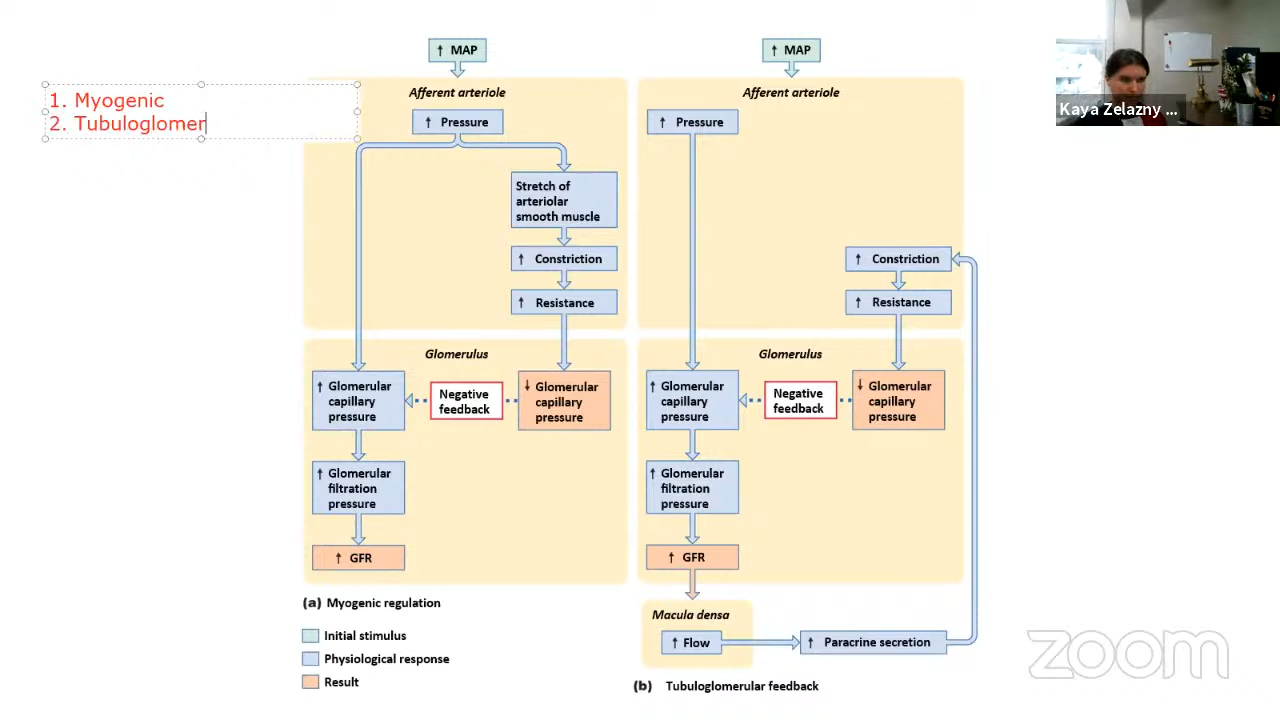 1. Myogenic
2. Tubuloglomer
↑ MAP
Afferent arteriole
↑ Pressure
Stretch of
arteriolar
smooth muscle
↑ Constriction
↑ Resistance
Glomerulus
↑ Glomerular
capillary
pressure
Negative
feedback
↓ Glomerular
capillary
pressure
↑ Glomerular
filtration
pressure
↑ GFR
(a) Myogenic regulation
Initial stimulus
Physiological response
Result
↑ MAP
Afferent arteriole
↑ Pressure
↑ Constriction
↑ Resistance
Glomerulus
↑ Glomerular
capillary
pressure
Negative
feedback
↓ Glomerular
capillary
pressure
↑ Glomerular
filtration
pressure
↑ GFR
Macula densa
↑ Flow
↑ Paracrine secretion
(b) Tubuloglomerular feedback
Kaya Zelazny ...
zoom